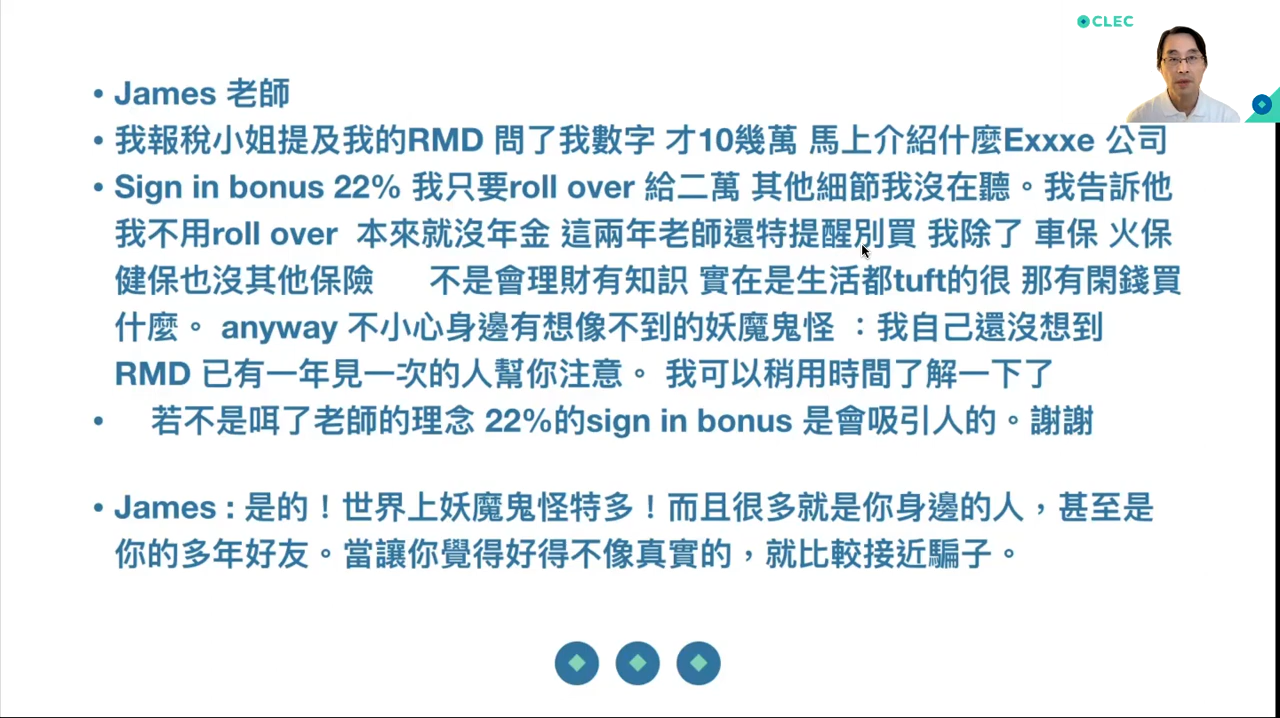 CLEC
• James 老師
• 我報稅小姐提及我的RMD 問了我數字 才10幾萬 馬上介紹什麼Exxxe 公司
• Sign in bonus 22% 我只要roll over 給二萬 其他細節我沒在聽。我告訴他
我不用roll over 本來就沒年金 這兩年老師還特提醒別買 我除了 車保 火保
健保也沒其他保險 不是會理財有知识 實在是生活都tuft的很 那有閑錢買
什麼。 anyway 不小心身邊有想像不到的妖魔鬼怪 ：我自己還沒想到
RMD 已有一年見一次的人幫你注意。 我可以稍用時間了解一下了
• 若不是咡了老師的理念 22%的sign in bonus 是會吸引人的。謝謝
• James : 是的！世界上妖魔鬼怪特多！而且很多就是你身邊的人，甚至是
你的多年好友。當讓你覺得好得不像真實的，就比較接近騙子。